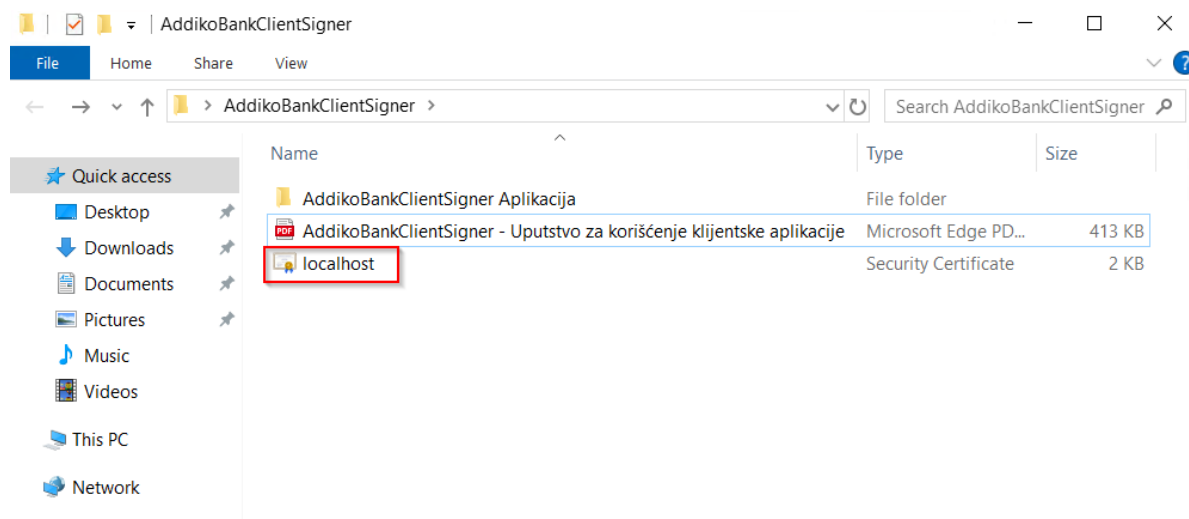 AddikoBankClientSigner
File Home Share View
?
AddikoBankClientSigner
Search AddikoBankClientSigner
Name Type Size
Quick access
Desktop
Downloads
Documents
Pictures
Music
Videos
This PC
Network
AddikoBankClientSigner Aplikacija File folder
PDF AddikoBankClientSigner - Uputstvo za korišćenje klijentske aplikacije Microsoft Edge PD... 413 KB
localhost Security Certificate 2 KB